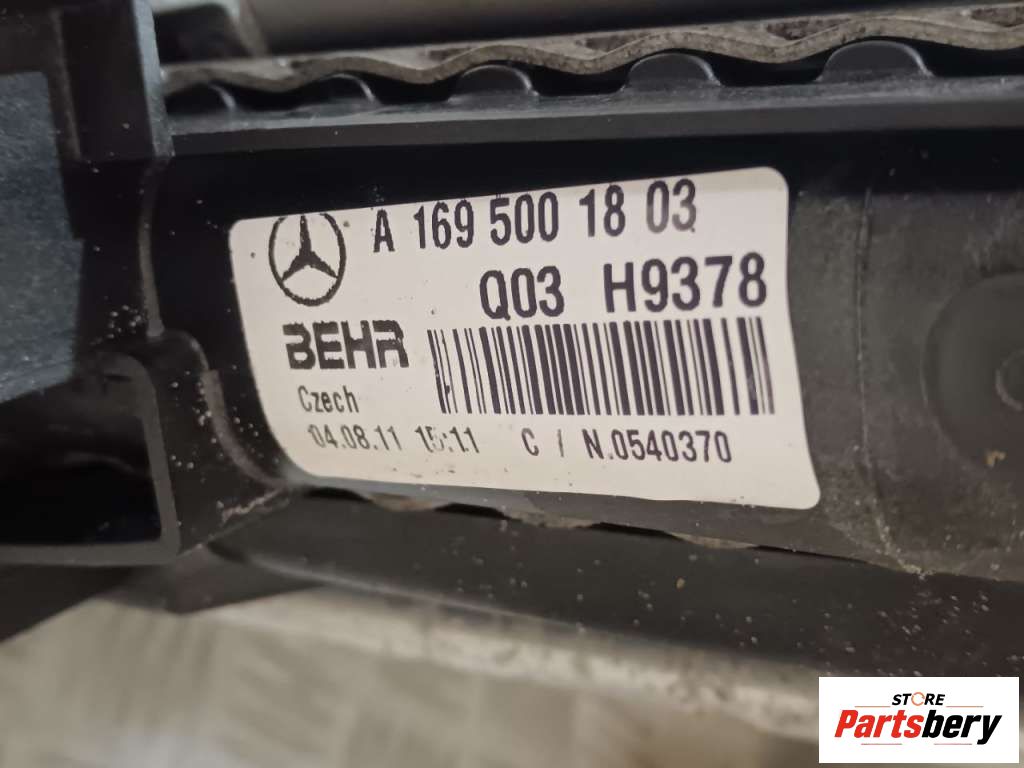 A 169 500 18 03
Q03 H9378
BEHR
Czech
04.08.11 15:11 C / N.0540370
STORE
Partsbery